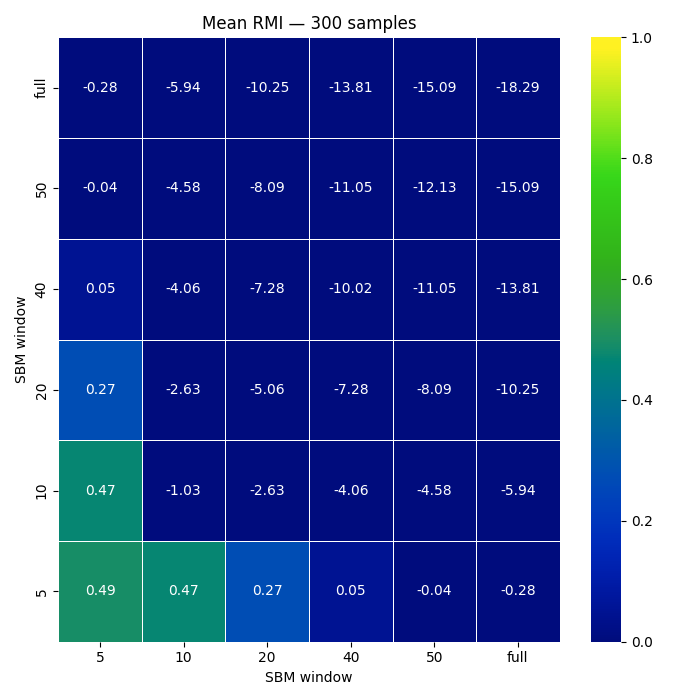 Mean RMI — 300 samples
full -0.28 -5.94 -10.25 -13.81 -15.09 -18.29
50 -0.04 -4.58 -8.09 -11.05 -12.13 -15.09
40 0.05 -4.06 -7.28 -10.02 -11.05 -13.81
20 0.27 -2.63 -5.06 -7.28 -8.09 -10.25
10 0.47 -1.03 -2.63 -4.06 -4.58 -5.94
5 0.49 0.47 0.27 0.05 -0.04 -0.28
5 10 20 40 50 full
SBM window
SBM window
1.0
0.8
0.6
0.4
0.2
0.0